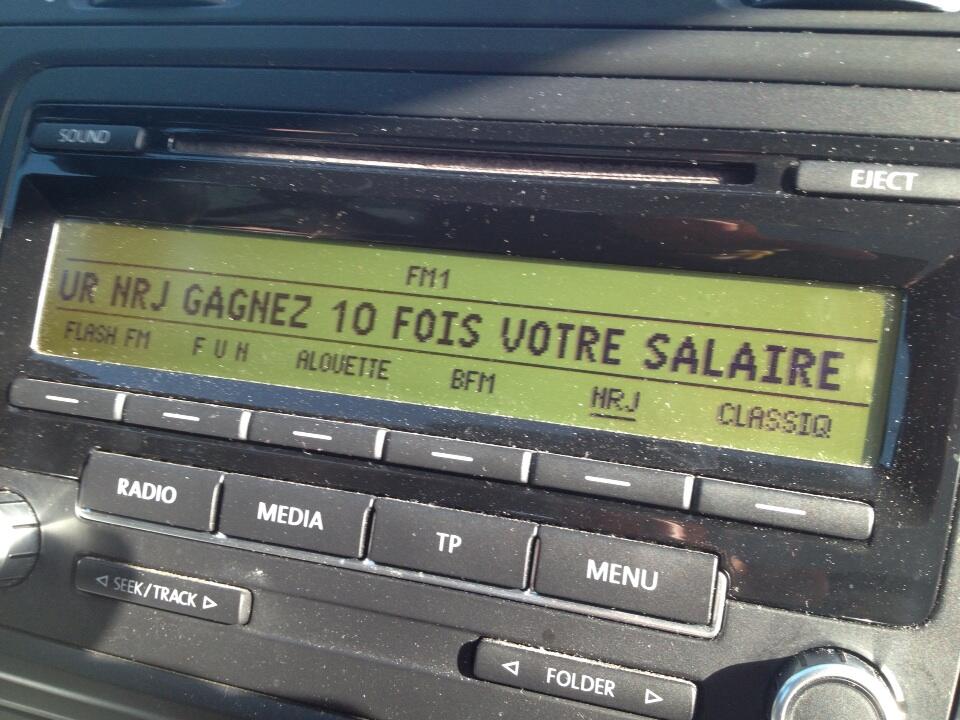 SOUND
EJECT
FM1
UR NRJ GAGNEZ 10 FOIS VOTRE SALAIRE
FLASH FM F U N ALOUETTE BFM NRJ CLASSIQ
RADIO MEDIA TP MENU
SEEK/TRACK
FOLDER